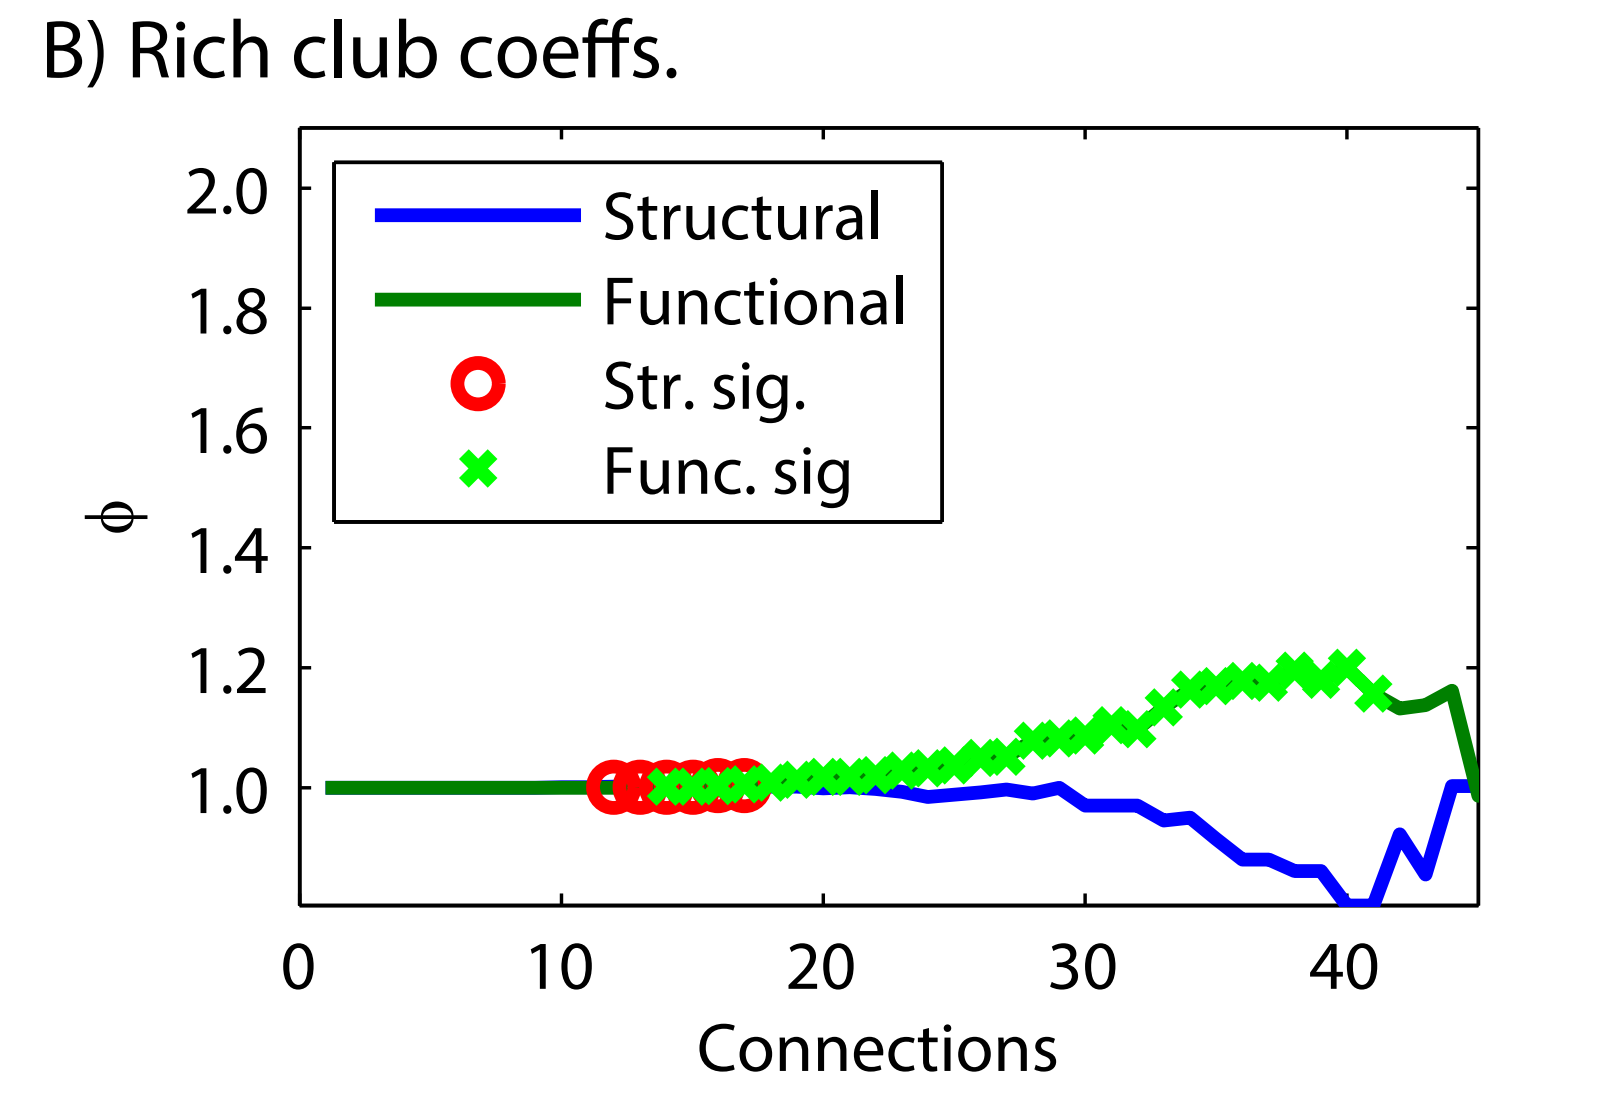 B) Rich club coeffs.
2.0
1.8
1.6
1.4
1.2
1.0
ϕ
Structural
Functional
Str. sig.
Func. sig
0 10 20 30 40
Connections